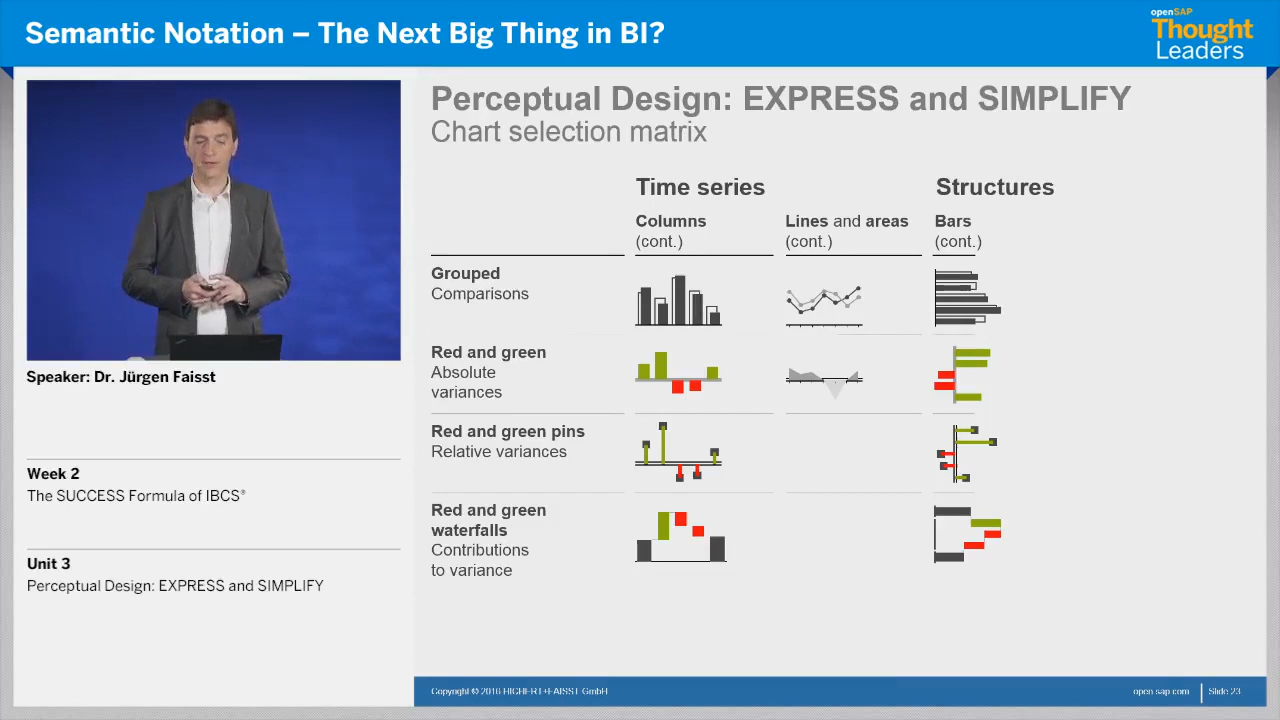 Semantic Notation – The Next Big Thing in BI?
openSAP
Thought
Leaders
Perceptual Design: EXPRESS and SIMPLIFY
Chart selection matrix
Time series
Structures
Columns
(cont.)
Lines and areas
(cont.)
Bars
(cont.)
Grouped
Comparisons
Red and green
Absolute
variances
Red and green pins
Relative variances
Red and green
waterfalls
Contributions
to variance
Speaker: Dr. Jürgen Faisst
Week 2
The SUCCESS Formula of IBCS®
Unit 3
Perceptual Design: EXPRESS and SIMPLIFY
Copyright © 2016 HICHERT+FAISST GmbH
open.sap.com
Slide 23